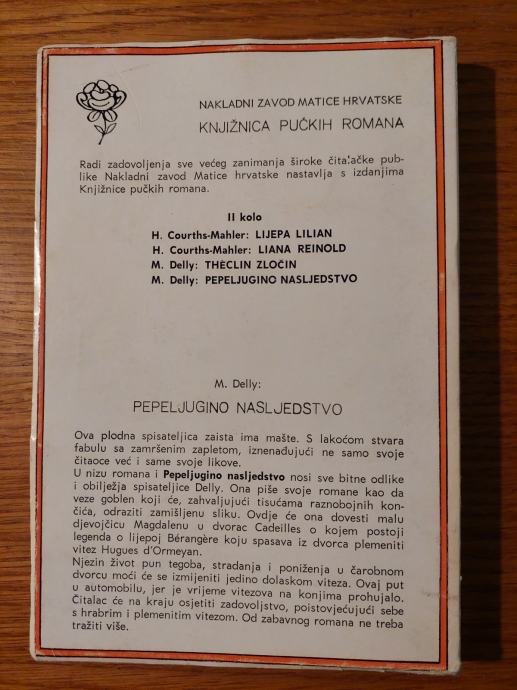 NAKLADNI ZAVOD MATICE HRVATSKE
KNJIŽNICA PUČKIH ROMANA
Radi zadovoljenja sve većeg zanimanja široke čitalačke pub-
like Nakladni zavod Matice hrvatske nastavlja s izdanjima
Knjižnice pučkih romana.
II kolo
H. Courths-Mahler: LIJEPA LILIAN
H. Courths-Mahler: LIANA REINOLD
M. Delly: THÈCLIN ZLOČIN
M. Delly: PEPELJUGINO NASLJEDSTVO
M. Delly:
PEPELJUGINO NASLJEDSTVO
Ova plodna spisateljica zaista ima mašte. S lakoćom stvara
fabulu sa zamršenim zapletom, iznenađujući ne samo svoje
čitaoce već i same svoje likove.
U nizu romana i Pepeljugino nasljedstvo nosi sve bitne odlike
i obilježja spisateljice Delly. Ona piše svoje romane kao da
veze goblen koji će, zahvaljujući tisućama raznobojnih kon-
čića, odraziti zamišljenu sliku. Ovdje će ona dovesti malu
djevojčicu Magdalenu u dvorac Cadeilles o kojem postoji
legenda o lijepoj Bérangère koju spasava iz dvorca plemeniti
vitez Hugues d'Ormeyan.
Njezin život pun tegoba, stradanja i poniženja u čarobnom
dvorcu moći će se izmijeniti jedino dolaskom viteza. Ovaj put
u automobilu, jer je vrijeme vitezova na konjima prohujalo.
Čitalac će na kraju osjetiti zadovoljstvo, poistovjećujući sebe
s hrabrim i plemenitim vitezom. Od zabavnog romana ne treba
tražiti više.